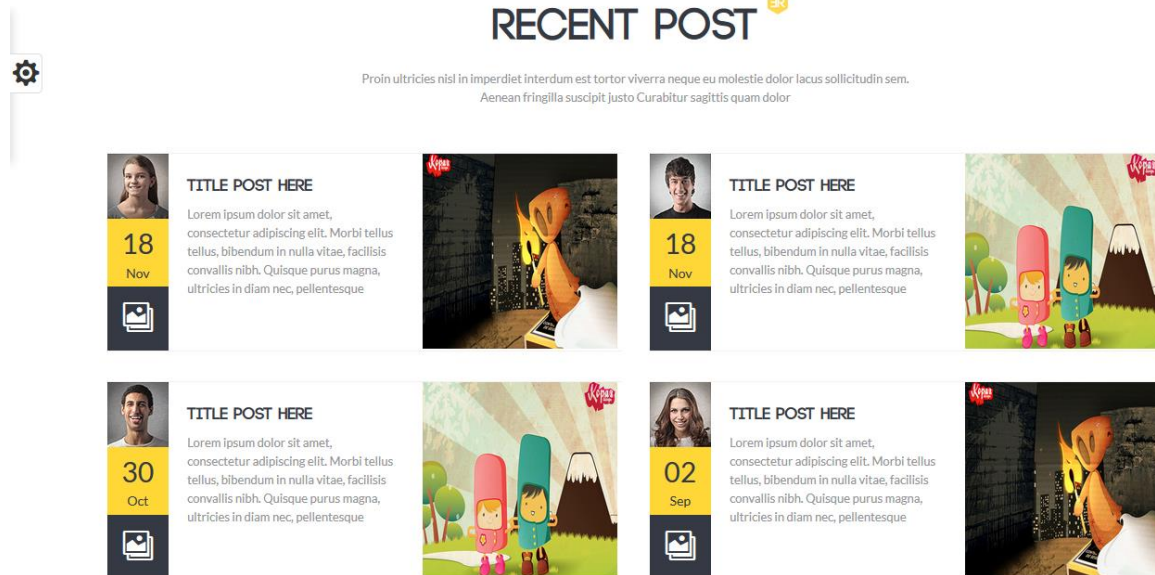 RECENT POST
Proin ultricies nisl in imperdiet interdum est tortor viverra neque eu molestie dolor lacus sollicitudin sem.
Aenean fringilla suscipit justo Curabitur sagittis quam dolor
TITLE POST HERE
Lorem ipsum dolor sit amet,
consectetur adipiscing elit. Morbi tellus
tellus, bibendum in nulla vitae, facilisis
convallis nibh. Quisque purus magna,
ultricies in diam nec, pellentesque
18
Nov
Kopan
TITLE POST HERE
Lorem ipsum dolor sit amet,
consectetur adipiscing elit. Morbi tellus
tellus, bibendum in nulla vitae, facilisis
convallis nibh. Quisque purus magna,
ultricies in diam nec, pellentesque
18
Nov
Kopan
TITLE POST HERE
Lorem ipsum dolor sit amet,
consectetur adipiscing elit. Morbi tellus
tellus, bibendum in nulla vitae, facilisis
convallis nibh. Quisque purus magna,
ultricies in diam nec, pellentesque
30
Oct
Kopan
TITLE POST HERE
Lorem ipsum dolor sit amet,
consectetur adipiscing elit. Morbi tellus
tellus, bibendum in nulla vitae, facilisis
convallis nibh. Quisque purus magna,
ultricies in diam nec, pellentesque
02
Sep
Kopan